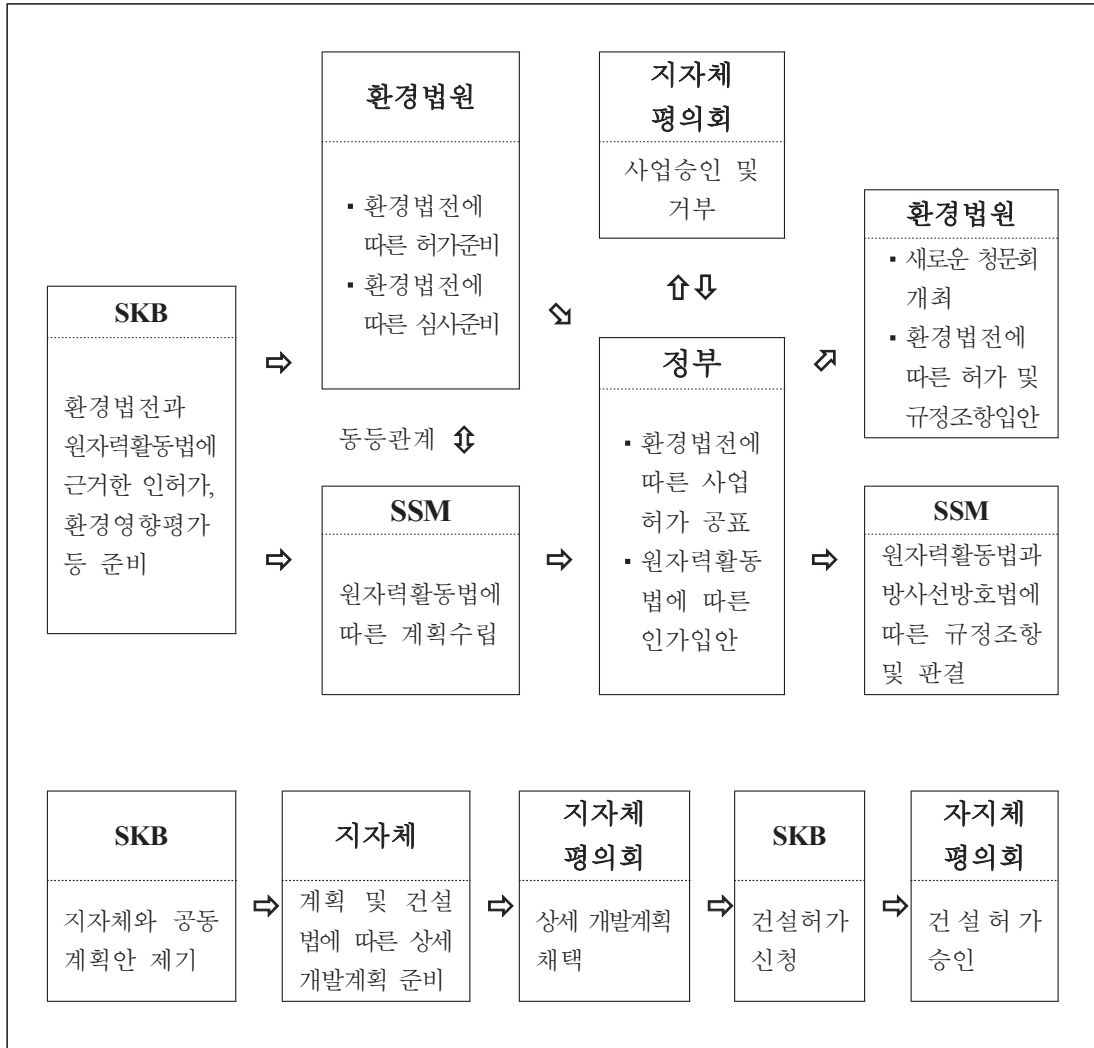 환경법원
▪ 환경법전에
따른 허가준비
▪ 환경법전에
따른 심사준비
지자체
평의회
사업승인 및
거부
환경법원
▪ 새로운 청문회
개최
▪ 환경법전에
따른 허가 및
규정조항입안
SKB
환경법전과
원자력활동법에
근거한 인허가,
환경영향평가
등 준비
⇨
⇘
⇧⇩
정부
▪ 환경법전에
따른 사업
허가 공표
▪ 원자력활동
법에 따른
인가입안
⇗
동등관계 ⇕
⇨
SSM
원자력활동법에
따른 계획수립
⇨
⇨
SSM
원자력활동법과
방사선방호법에
따른 규정조항
및 판결
SKB
지자체와 공동
계획안 제기
⇨
지자체
계획 및 건설
법에 따른 상세
개발계획 준비
⇨
지자체
평의회
상세 개발계획
채택
⇨
SKB
건설허가
신청
⇨
자지체
평의회
건설허가
승인